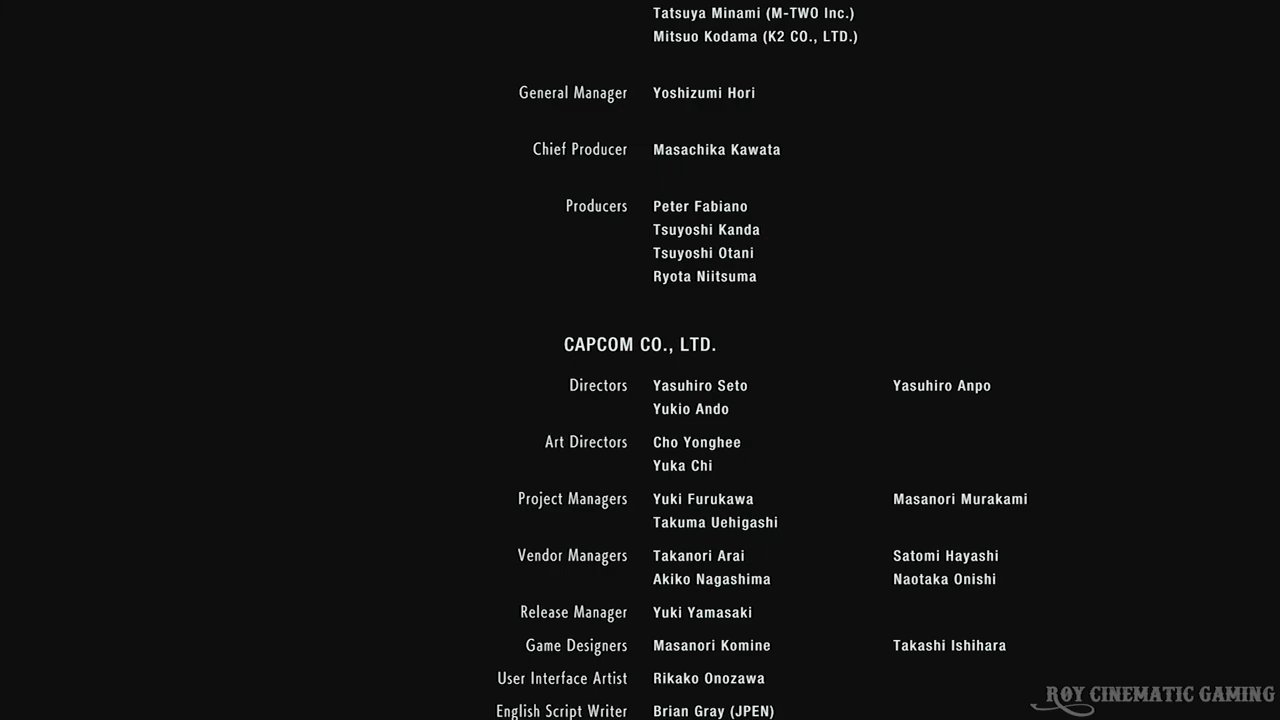 Tatsuya Minami (M-TWO Inc.)
Mitsuo Kodama (K2 CO., LTD.)
General Manager Yoshizumi Hori
Chief Producer Masachika Kawata
Producers Peter Fabiano
Tsuyoshi Kanda
Tsuyoshi Otani
Ryota Niitsuma
CAPCOM CO., LTD.
Directors Yasuhiro Seto Yasuhiro Anpo
Yukio Ando
Art Directors Cho Yonghee
Yuka Chi
Project Managers Yuki Furukawa Masanori Murakami
Takuma Uehigashi
Vendor Managers Takanori Arai Satomi Hayashi
Akiko Nagashima Naotaka Onishi
Release Manager Yuki Yamasaki
Game Designers Masanori Komine Takashi Ishihara
User Interface Artist Rikako Onozawa
English Script Writer Brian Gray (JPEN)
RØY CINEMATIC GAMING